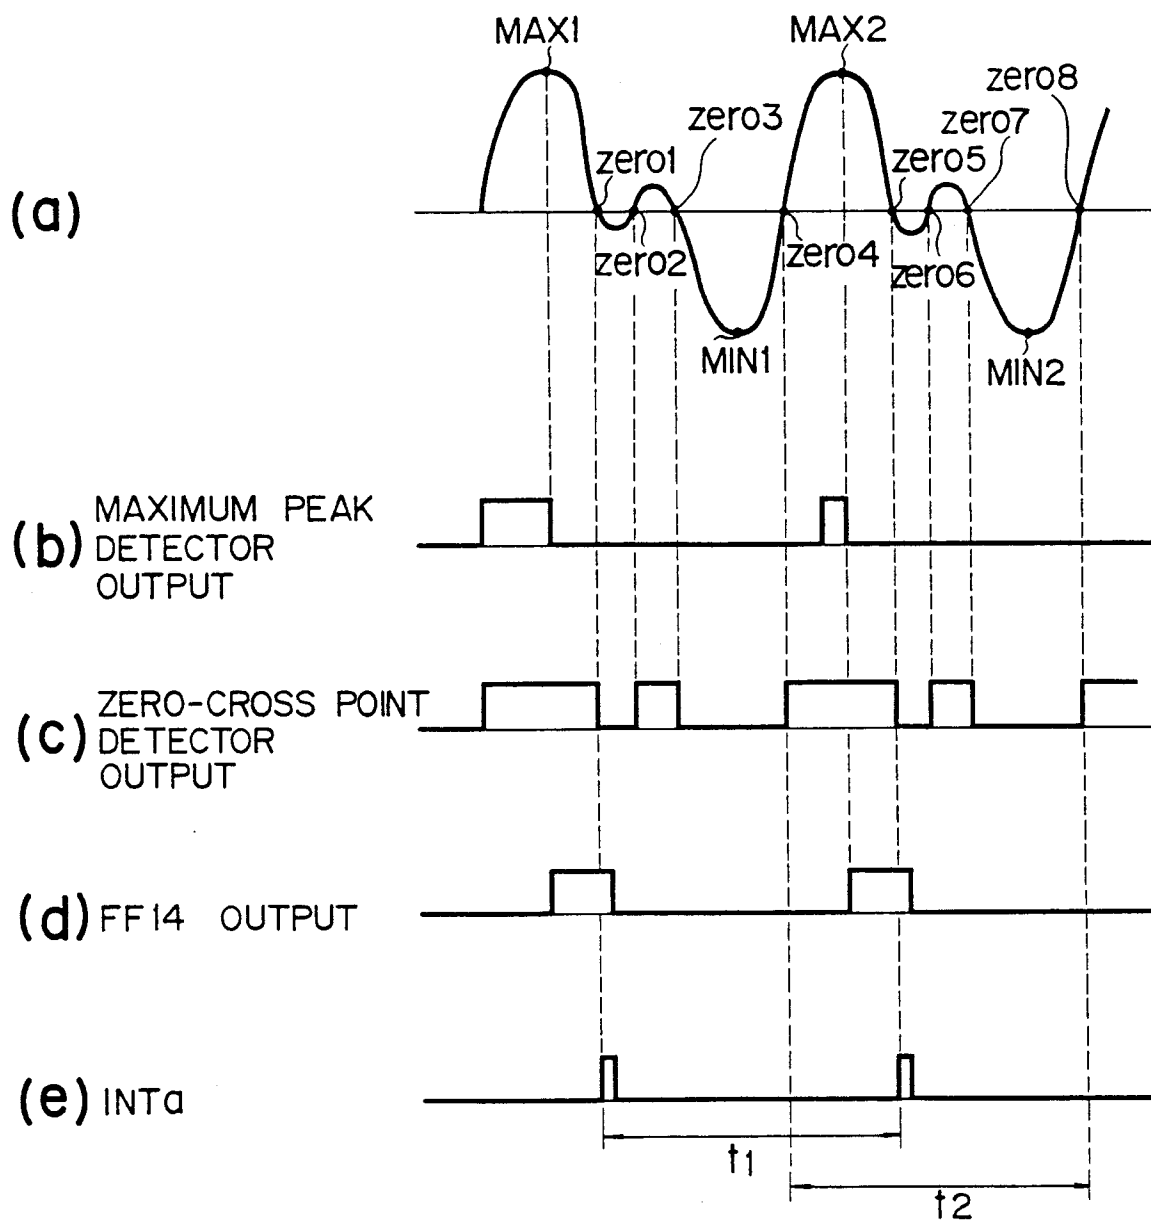 MAX1
MAX2
zero8
zero3
zero7
zero1
zero5
(a)
zero2
zero4
zero6
MIN1
MIN2
(b) MAXIMUM PEAK
DETECTOR
OUTPUT
(c) ZERO-CROSS POINT
DETECTOR
OUTPUT
(d) FF14 OUTPUT
(e) INTa
t1
t2